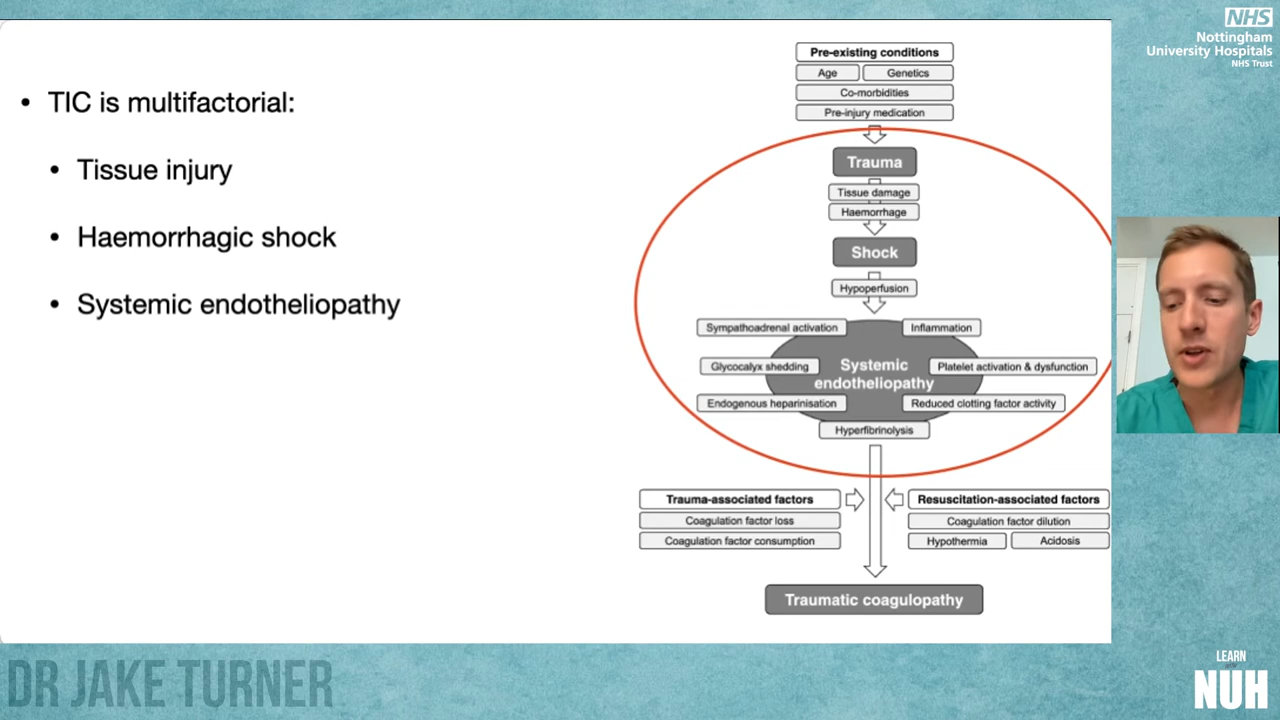 NHS
Nottingham
University Hospitals
NHS Trust
• TIC is multifactorial:
• Tissue injury
• Haemorrhagic shock
• Systemic endotheliopathy
Pre-existing conditions
Age
Genetics
Co-morbidities
Pre-injury medication
Trauma
Tissue damage
Haemorrhage
Shock
Hypoperfusion
Sympathoadrenal activation
Inflammation
Glycocalyx shedding
Systemic
endotheliopathy
Platelet activation & dysfunction
Endogenous heparinisation
Reduced clotting factor activity
Hyperfibrinolysis
Trauma-associated factors
Coagulation factor loss
Coagulation factor consumption
Resuscitation-associated factors
Coagulation factor dilution
Hypothermia
Acidosis
Traumatic coagulopathy
DR JAKE TURNER
LEARN
NUH